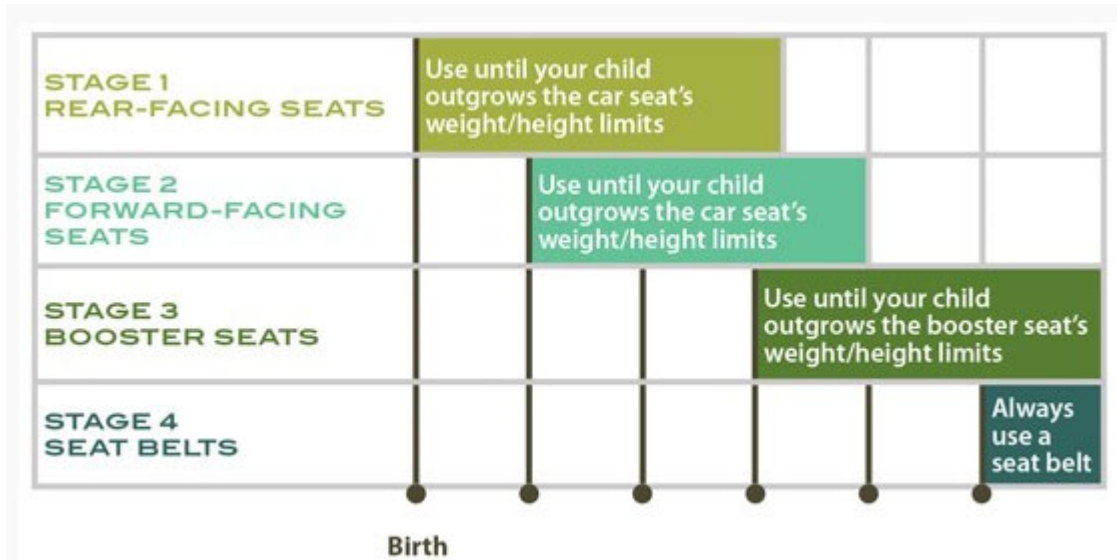 STAGE 1
REAR-FACING SEATS
Use until your child
outgrows the car seat's
weight/height limits
STAGE 2
FORWARD-FACING
SEATS
Use until your child
outgrows the car seat's
weight/height limits
STAGE 3
BOOSTER SEATS
Use until your child
outgrows the booster seat's
weight/height limits
STAGE 4
SEAT BELTS
Always
use a
seat belt
Birth